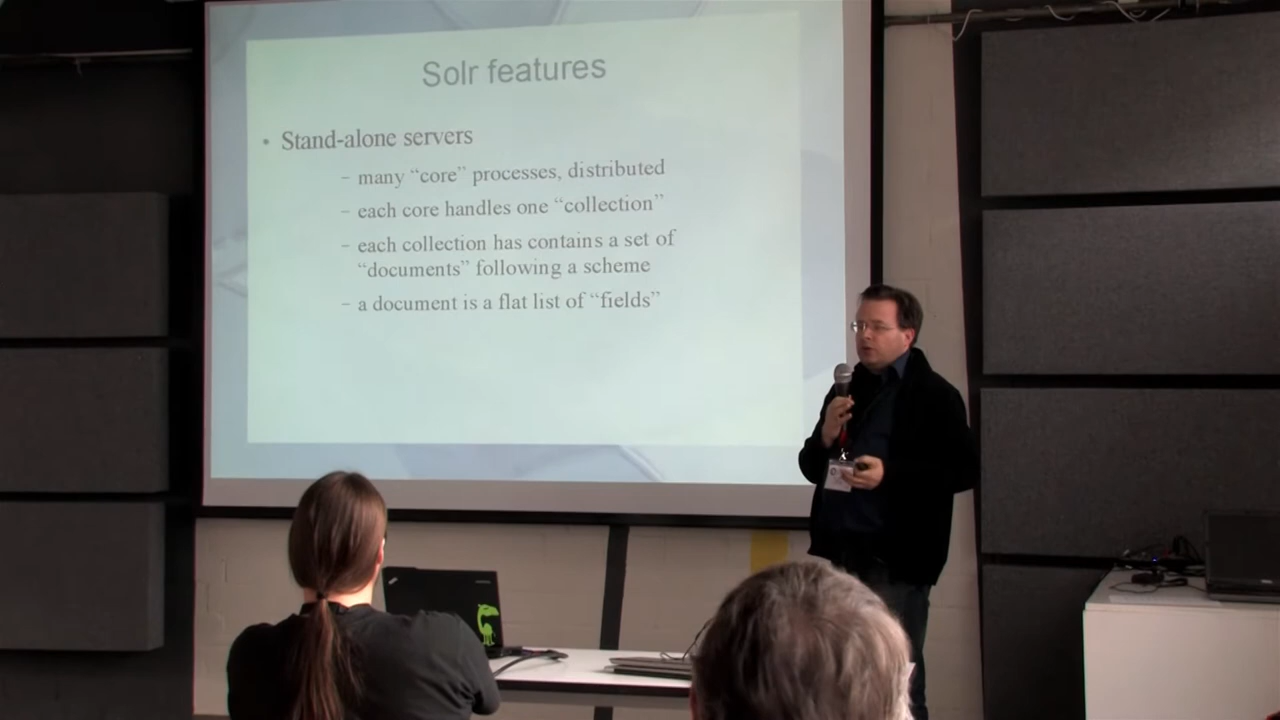 Solr features
• Stand-alone servers
– many “core” processes, distributed
– each core handles one “collection”
– each collection has contains a set of
“documents” following a scheme
– a document is a flat list of “fields”